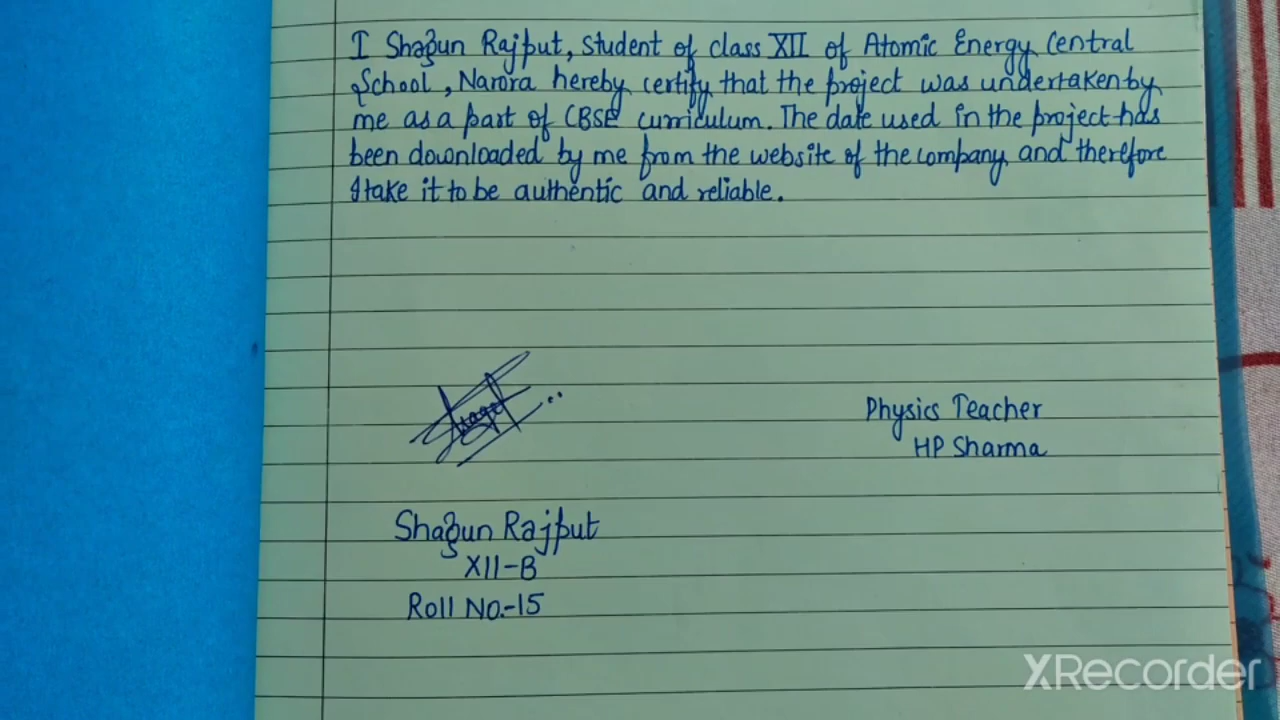 I Shagun Rajput, Student of class XII of Atomic Energy Central
School, Narora hereby certify that the project was undertaken by
me as a part of CBSE curriculum. The date used in the project has
been downloaded by me from the website of the company and therefore
I take it to be authentic and reliable.
Physics Teacher
HP Sharma
Shagun Rajput
XII-B
Roll No.-15
XRecorder